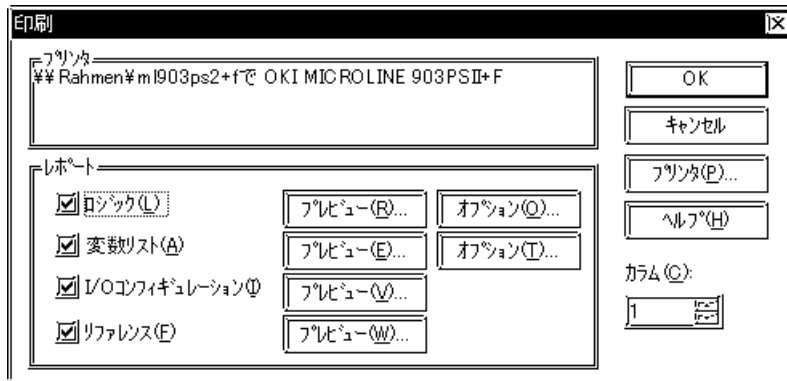 印刷
プリンタ
¥¥ Rahmen¥ml903ps2+fで OKI MICROLINE 903PSII+F
OK
キャンセル
プリンタ(P)...
ヘルプ(H)
カラム(C):
1
レポート
ロジック(L)
プレビュー(R)...
オプション(O)...
変数リスト(A)
プレビュー(E)...
オプション(T)...
I/Oコンフィギュレーション(I)
プレビュー(V)...
リファレンス(F)
プレビュー(W)...